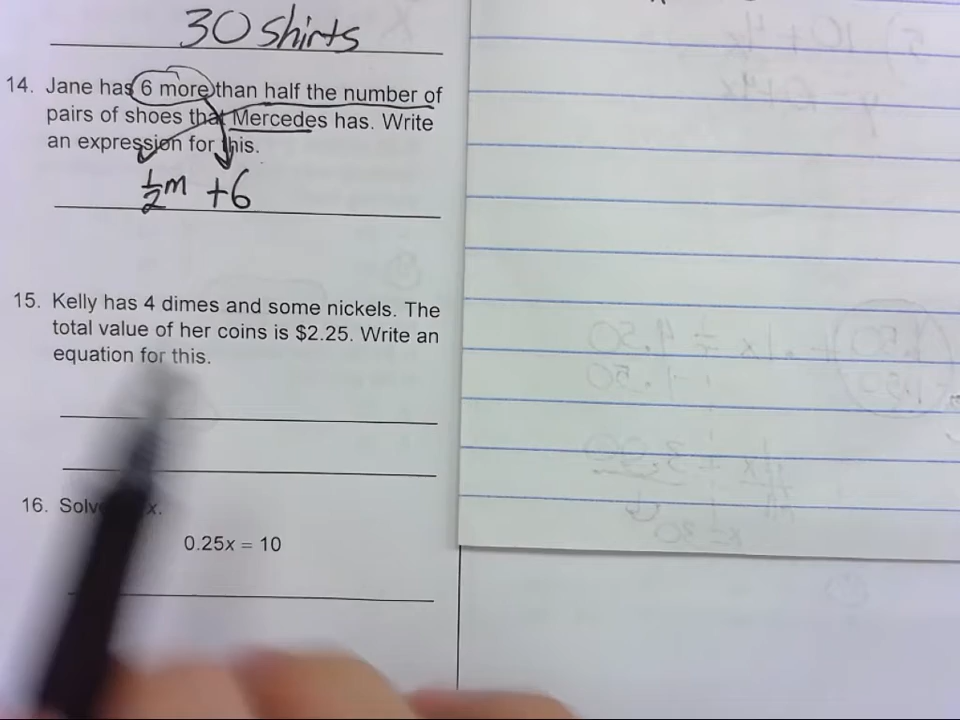 30 shirts
14. Jane has 6 more than half the number of
pairs of shoes that Mercedes has. Write
an expression for this.
½m +6
15. Kelly has 4 dimes and some nickels. The
total value of her coins is $2.25. Write an
equation for this.
16. Solve x.
0.25x = 10